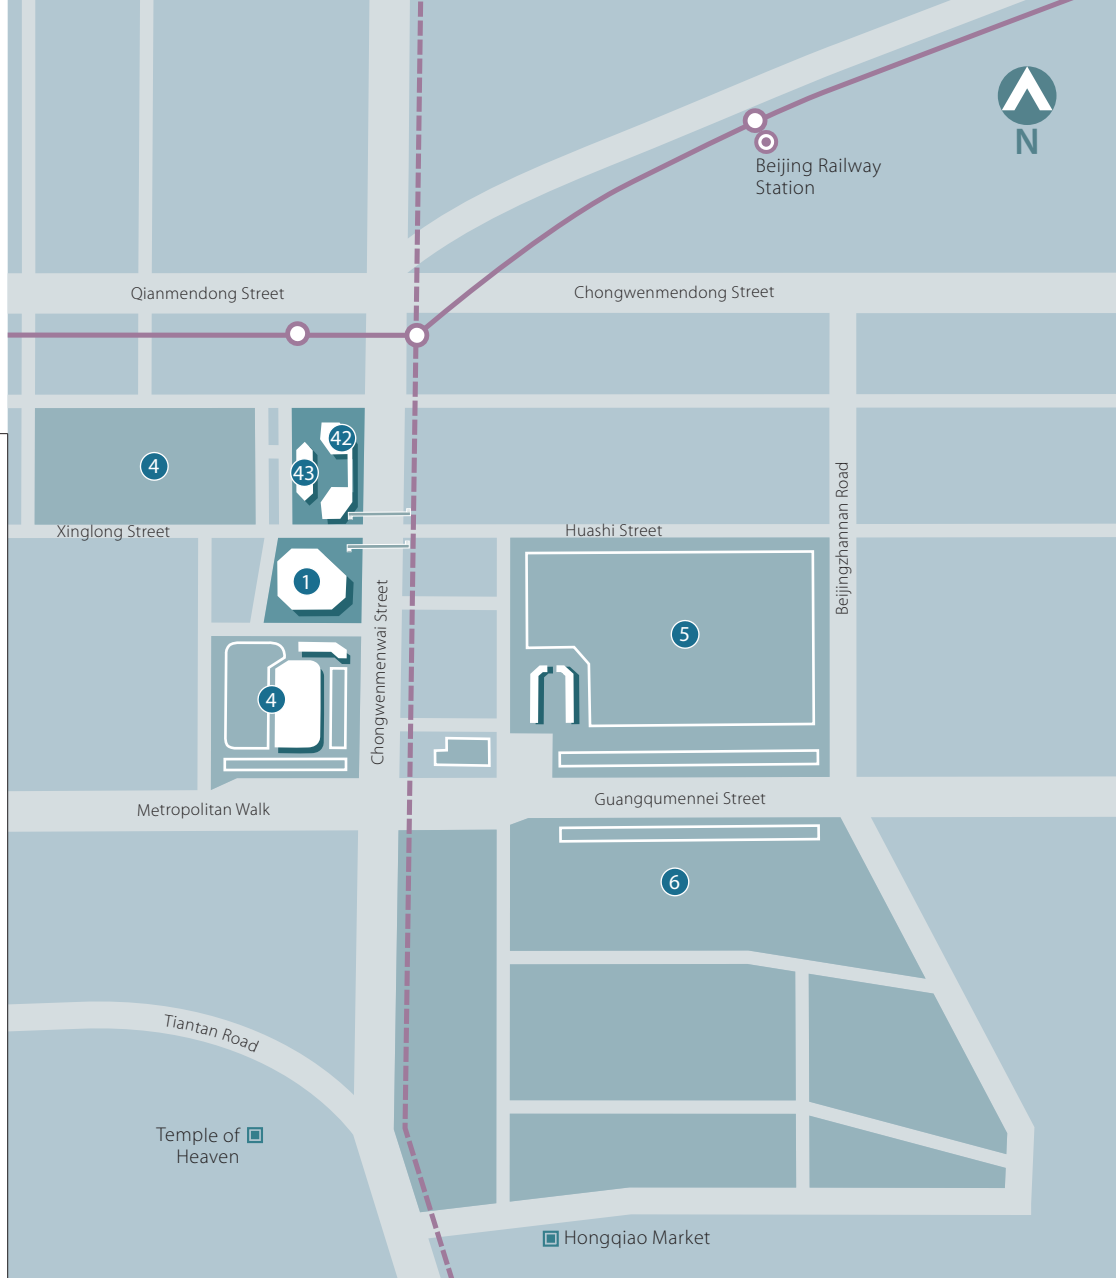 N
Beijing Railway
Station
Qianmendong Street
Chongwenmendong Street
42
4
43
Xinglong Street
Huashi Street
Beijingzhannan Road
1
Chongwenmenwai Street
5
4
Guangqumennei Street
Metropolitan Walk
6
Tiantan Road
Temple of
Heaven
Hongqiao Market